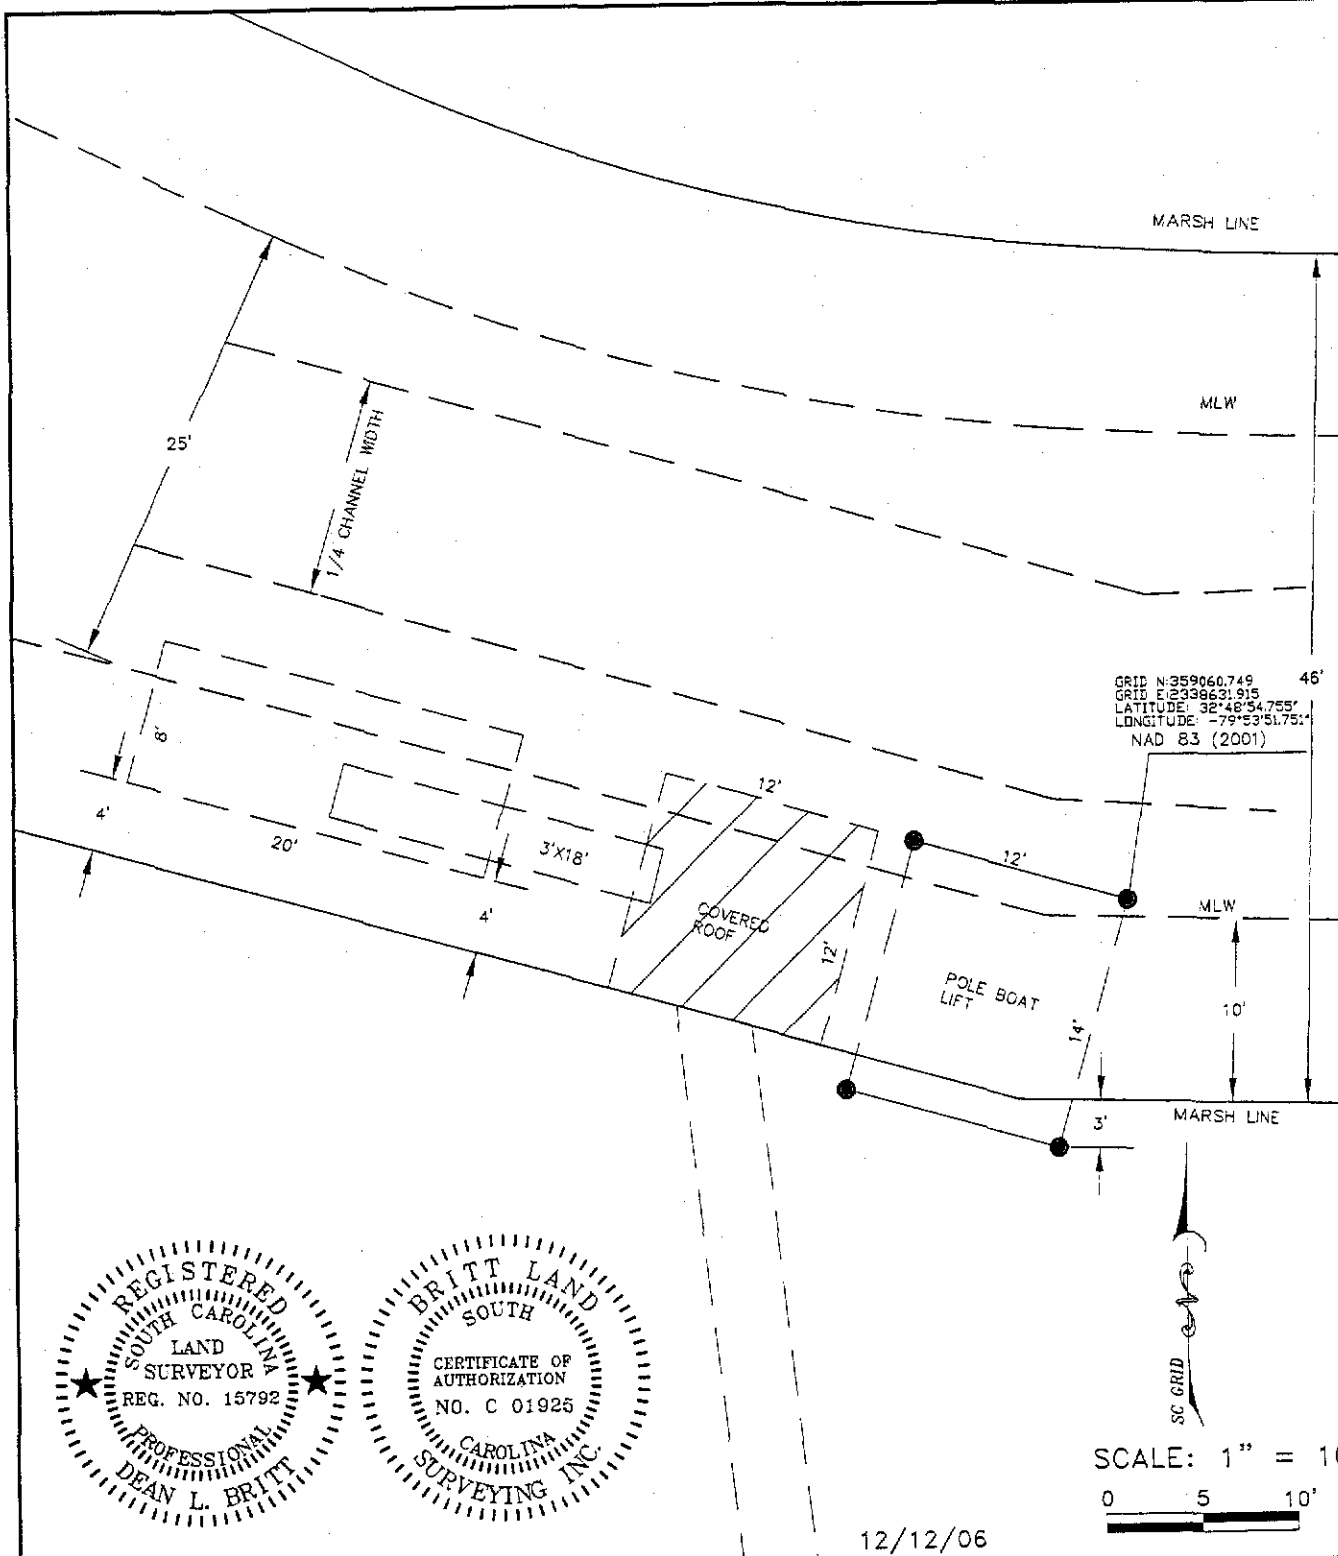 MARSH LINE
MLW
25'
1/4 CHANNEL WIDTH
46'
GRID N:359060.749
GRID E:2338631.915
LATITUDE: 32°48'54.755"
LONGITUDE: -79°53'51.751"
NAD 83 (2001)
8'
4'
20'
3'X18'
4'
12'
COVERED
ROOF
12'
12'
MLW
POLE BOAT
LIFT
14'
10'
3'
MARSH LINE
REGISTERED
SOUTH CAROLINA
LAND
SURVEYOR
REG. NO. 15792
PROFESSIONAL
DEAN L. BRITT
BRITT LAND
SOUTH
CERTIFICATE OF
AUTHORIZATION
NO. C 01926
CAROLINA
SURVEYING INC.
SC GRID
SCALE: 1" = 10
0 5 10'
12/12/06